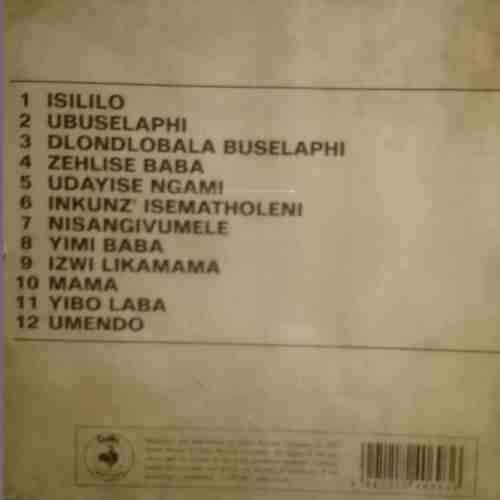 1 ISILILO
2 UBUSELAPHI
3 DLONDLOBALA BUSELAPHI
4 ZEHLISE BABA
5 UDAYISE NGAMI
6 INKUNZ' ISEMATHOLENI
7 NISANGIVUMELE
8 YIMI BABA
9 IZWI LIKAMAMA
10 MAMA
11 YIBO LABA
12 UMENDO